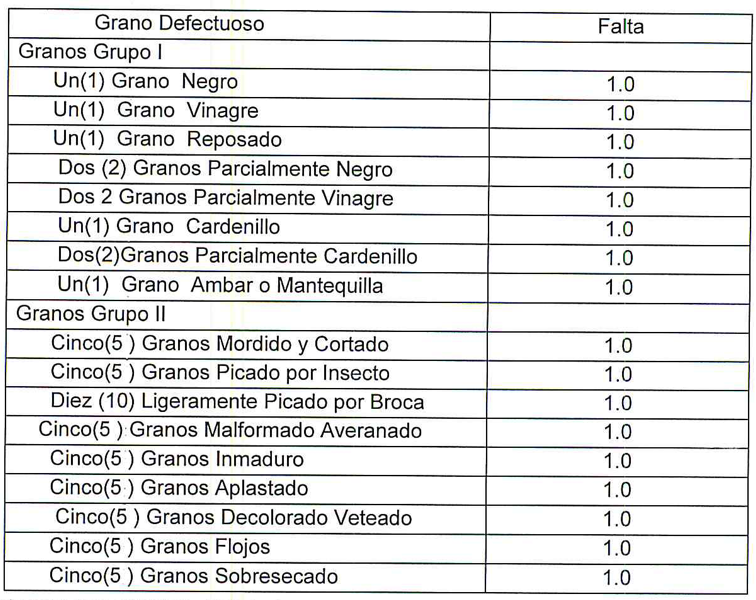 Grano Defectuoso Falta
Granos Grupo I
Un(1) Grano Negro 1.0
Un(1) Grano Vinagre 1.0
Un(1) Grano Reposado 1.0
Dos (2) Granos Parcialmente Negro 1.0
Dos 2 Granos Parcialmente Vinagre 1.0
Un(1) Grano Cardenillo 1.0
Dos(2)Granos Parcialmente Cardenillo 1.0
Un(1) Grano Ambar o Mantequilla 1.0
Granos Grupo II
Cinco(5 ) Granos Mordido y Cortado 1.0
Cinco(5 ) Granos Picado por Insecto 1.0
Diez (10) Ligeramente Picado por Broca 1.0
Cinco(5 ) Granos Malformado Averanado 1.0
Cinco(5 ) Granos Inmaduro 1.0
Cinco(5 ) Granos Aplastado 1.0
Cinco(5 ) Granos Decolorado Veteado 1.0
Cinco(5 ) Granos Flojos 1.0
Cinco(5 ) Granos Sobresecado 1.0